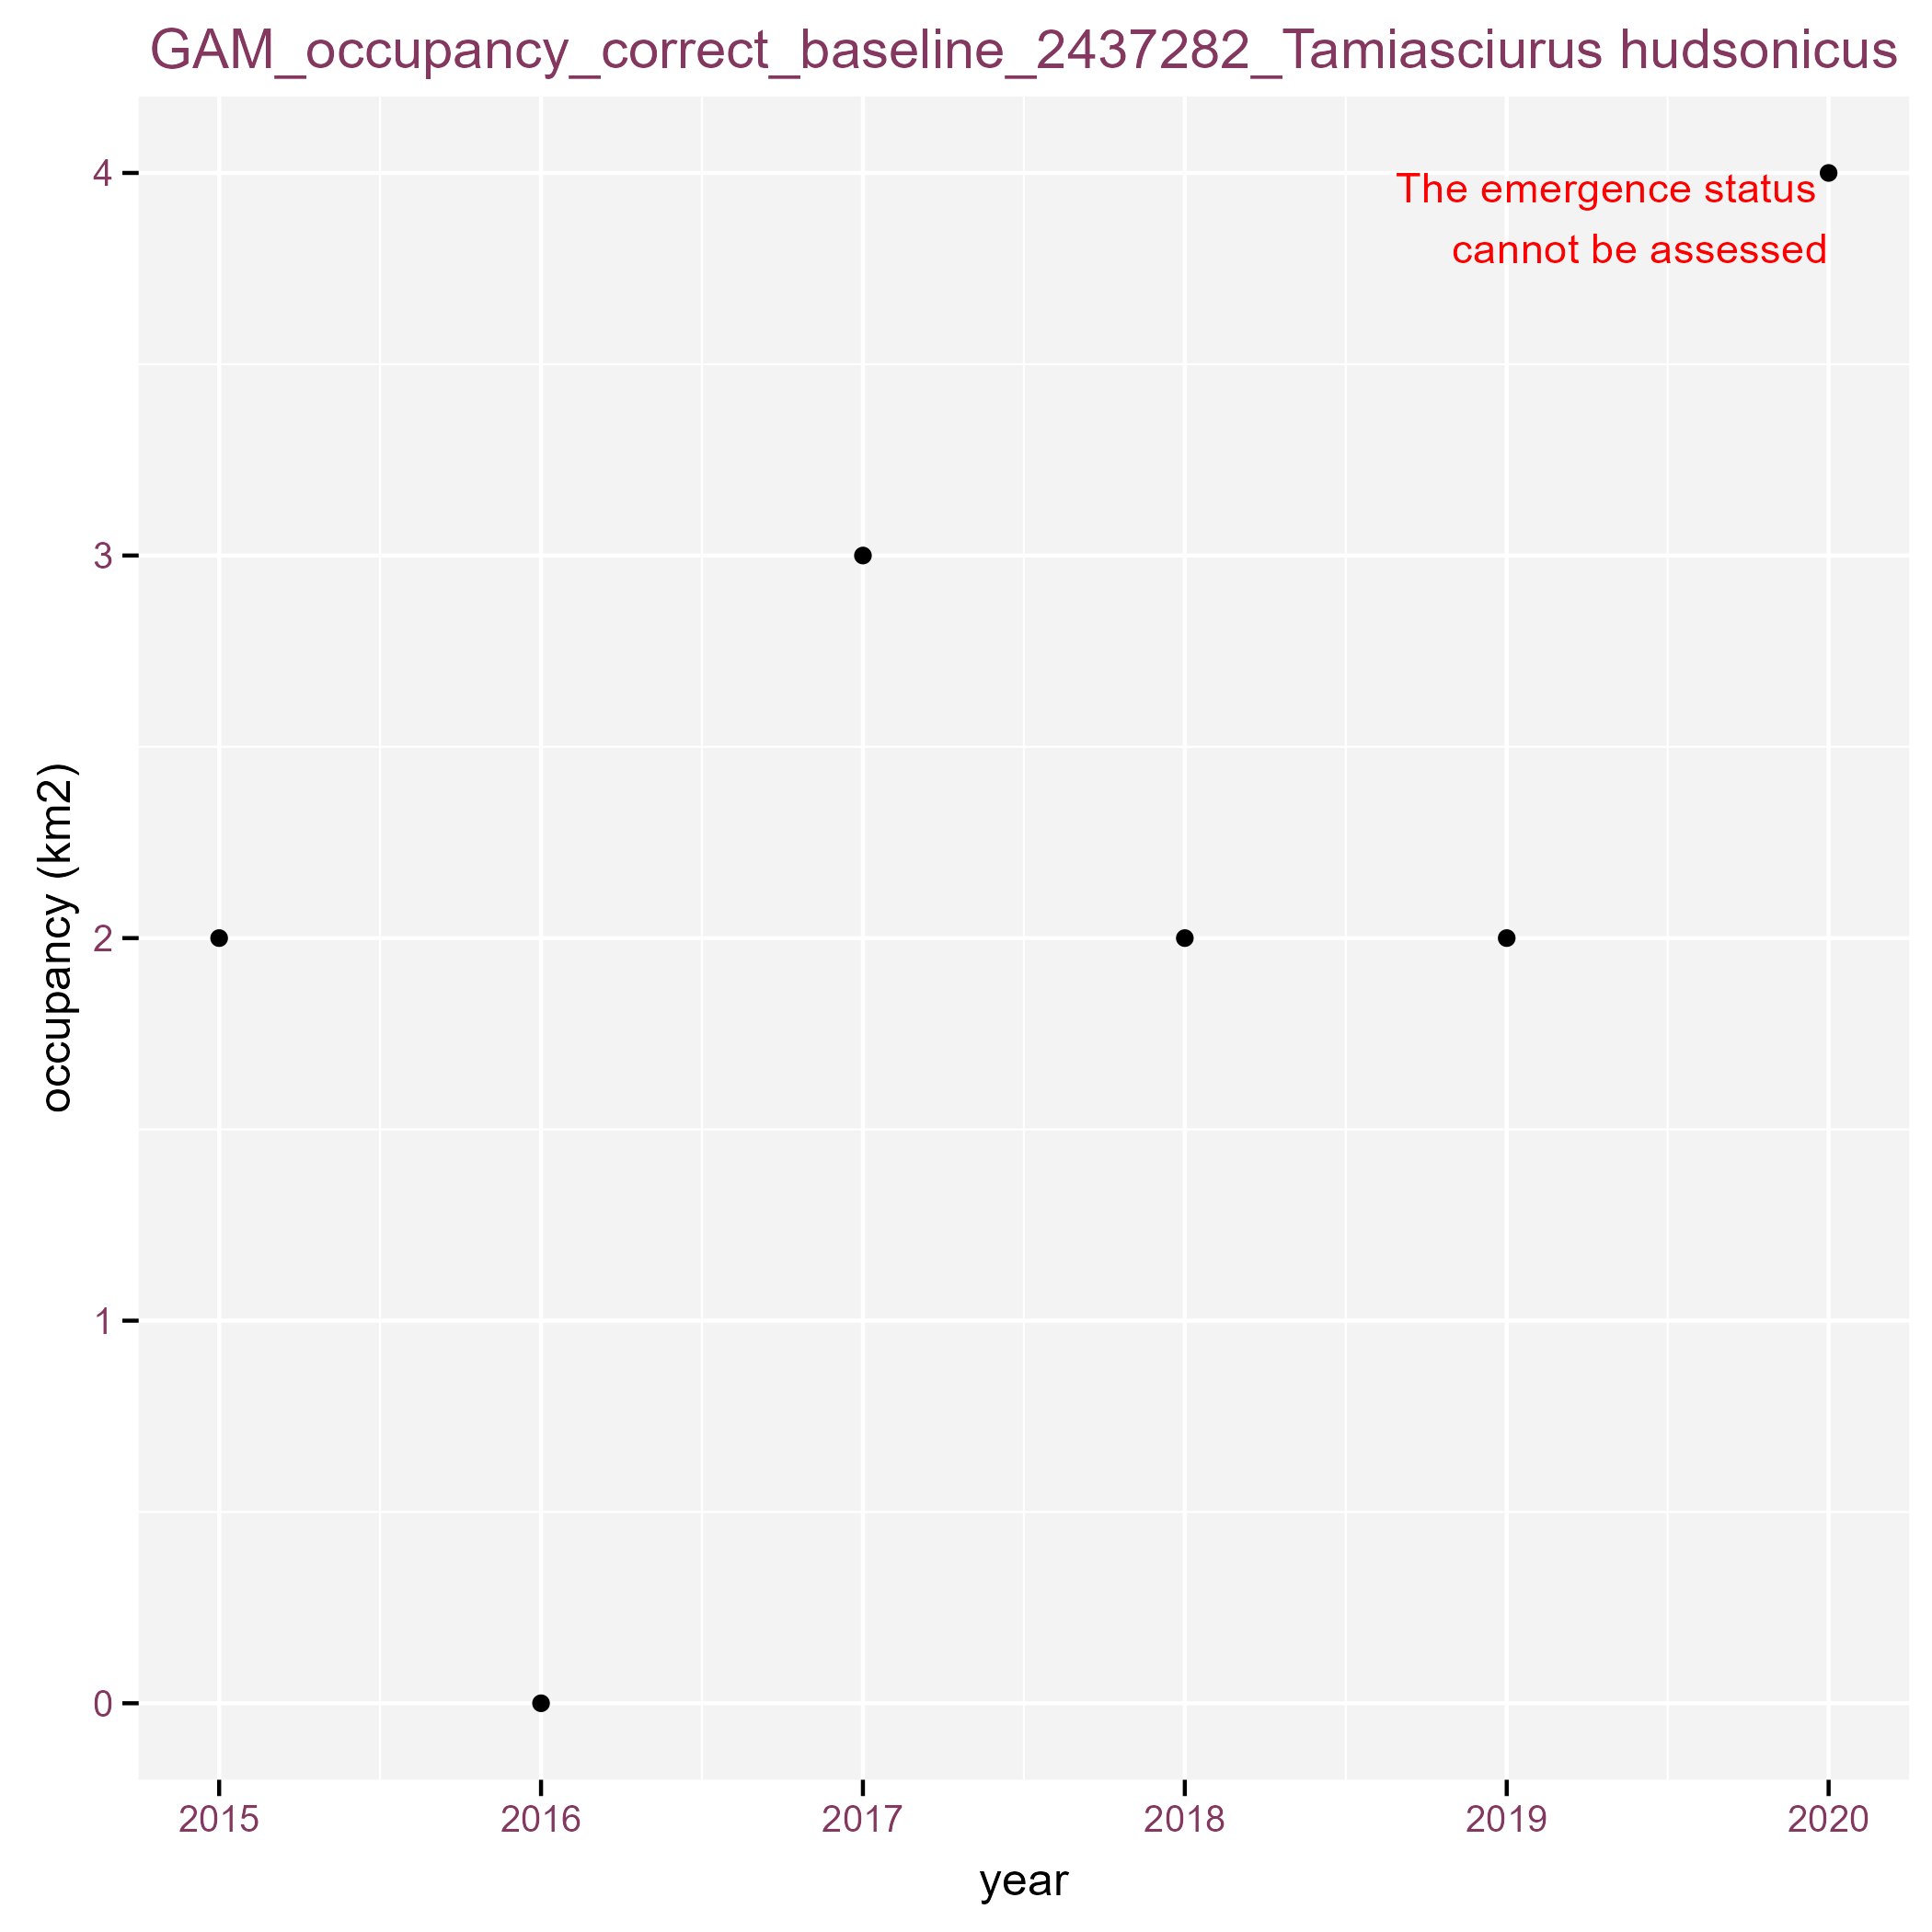 GAM_occupancy_correct_baseline_2437282_Tamiasciurus hudsonicus
4
The emergence status
cannot be assessed
3
occupancy (km2)
2
1
0
2015 2016 2017 2018 2019 2020
year